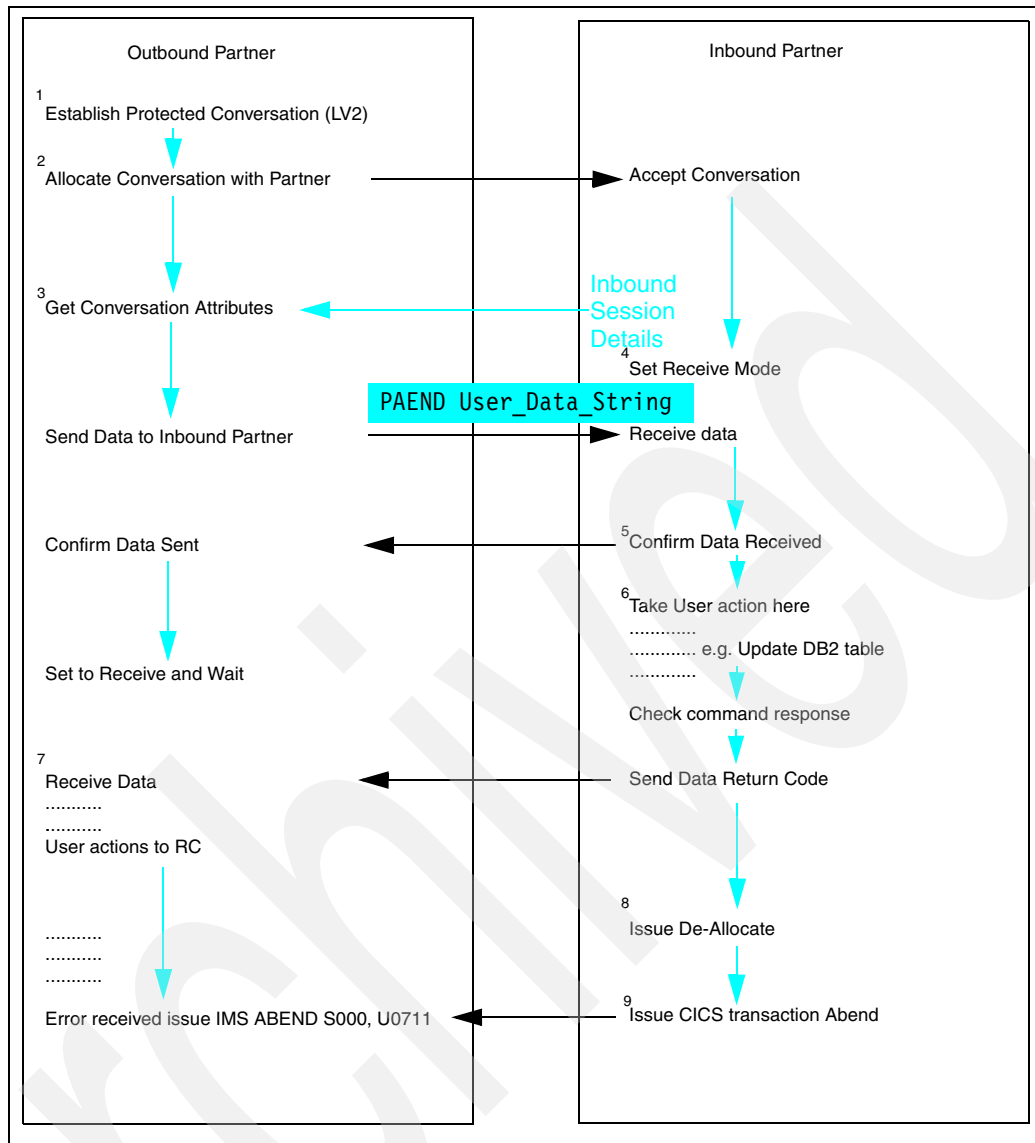 Outbound Partner
Inbound Partner
1
Establish Protected Conversation (LV2)
2
Allocate Conversation with Partner
Accept Conversation
3
Get Conversation Attributes
Inbound
Session
Details
4
Set Receive Mode
PAEND User_Data_String
Send Data to Inbound Partner
Receive data
Confirm Data Sent
5
Confirm Data Received
6
Take User action here
.............
............. e.g. Update DB2 table
.............
Set to Receive and Wait
Check command response
7
Receive Data
Send Data Return Code
...........
...........
User actions to RC
8
Issue De-Allocate
...........
...........
...........
Error received issue IMS ABEND S000, U0711
9
Issue CICS transaction Abend